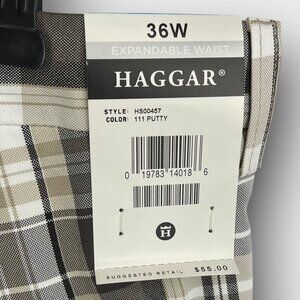 36W
EXPANDABLE WAIST
HAGGAR®
STYLE: HS00457
COLOR: 111 PUTTY
0 19783 14018 6
H
SUGGESTED RETAIL $55.00